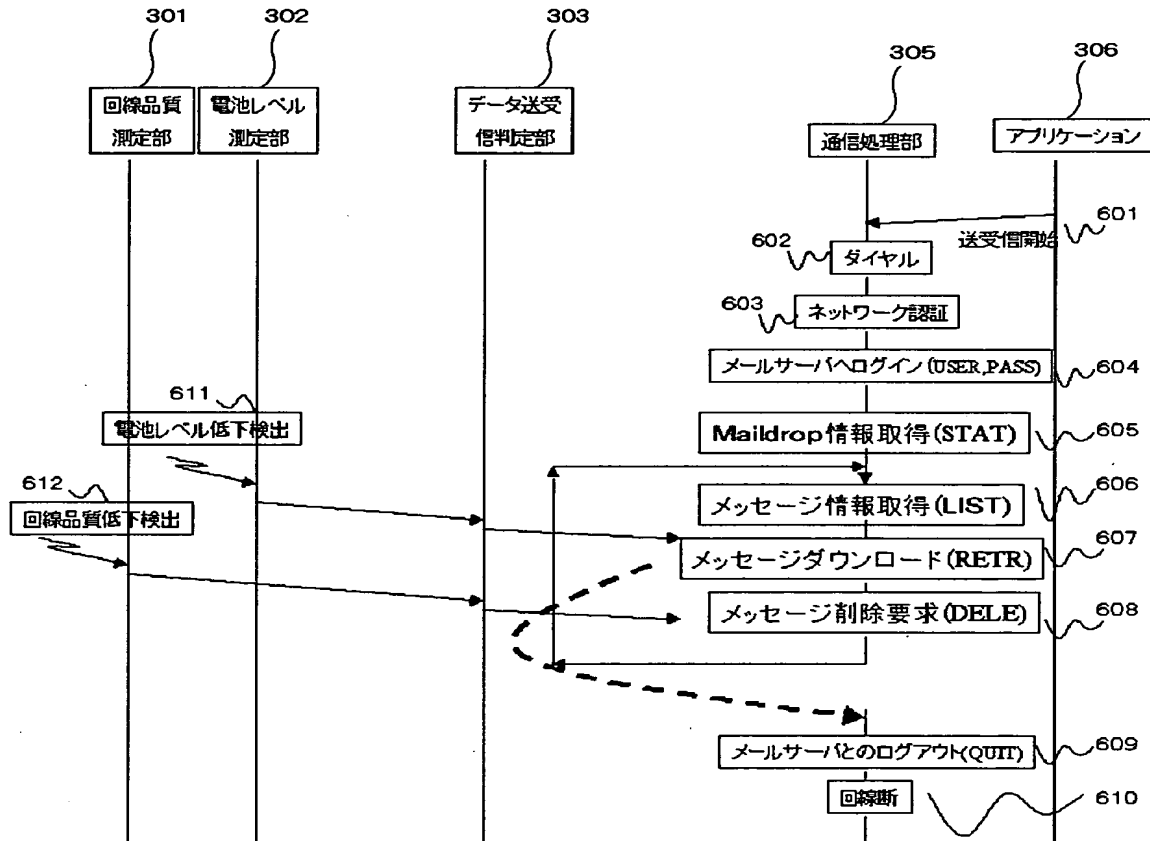 301
302
303
305
306
回線品質
測定部
電池レベル
測定部
データ送受
信判定部
通信処理部
アプリケーション
601
送受信開始
602
ダイヤル
603
ネットワーク認証
メールサーバへログイン(USER,PASS)
604
611
電池レベル低下検出
Maildrop情報取得(STAT)
605
612
回線品質低下検出
メッセージ情報取得(LIST)
606
メッセージダウンロード(RETR)
607
メッセージ削除要求(DELE)
608
メールサーバとのログアウト(QUIT)
609
回線断
610